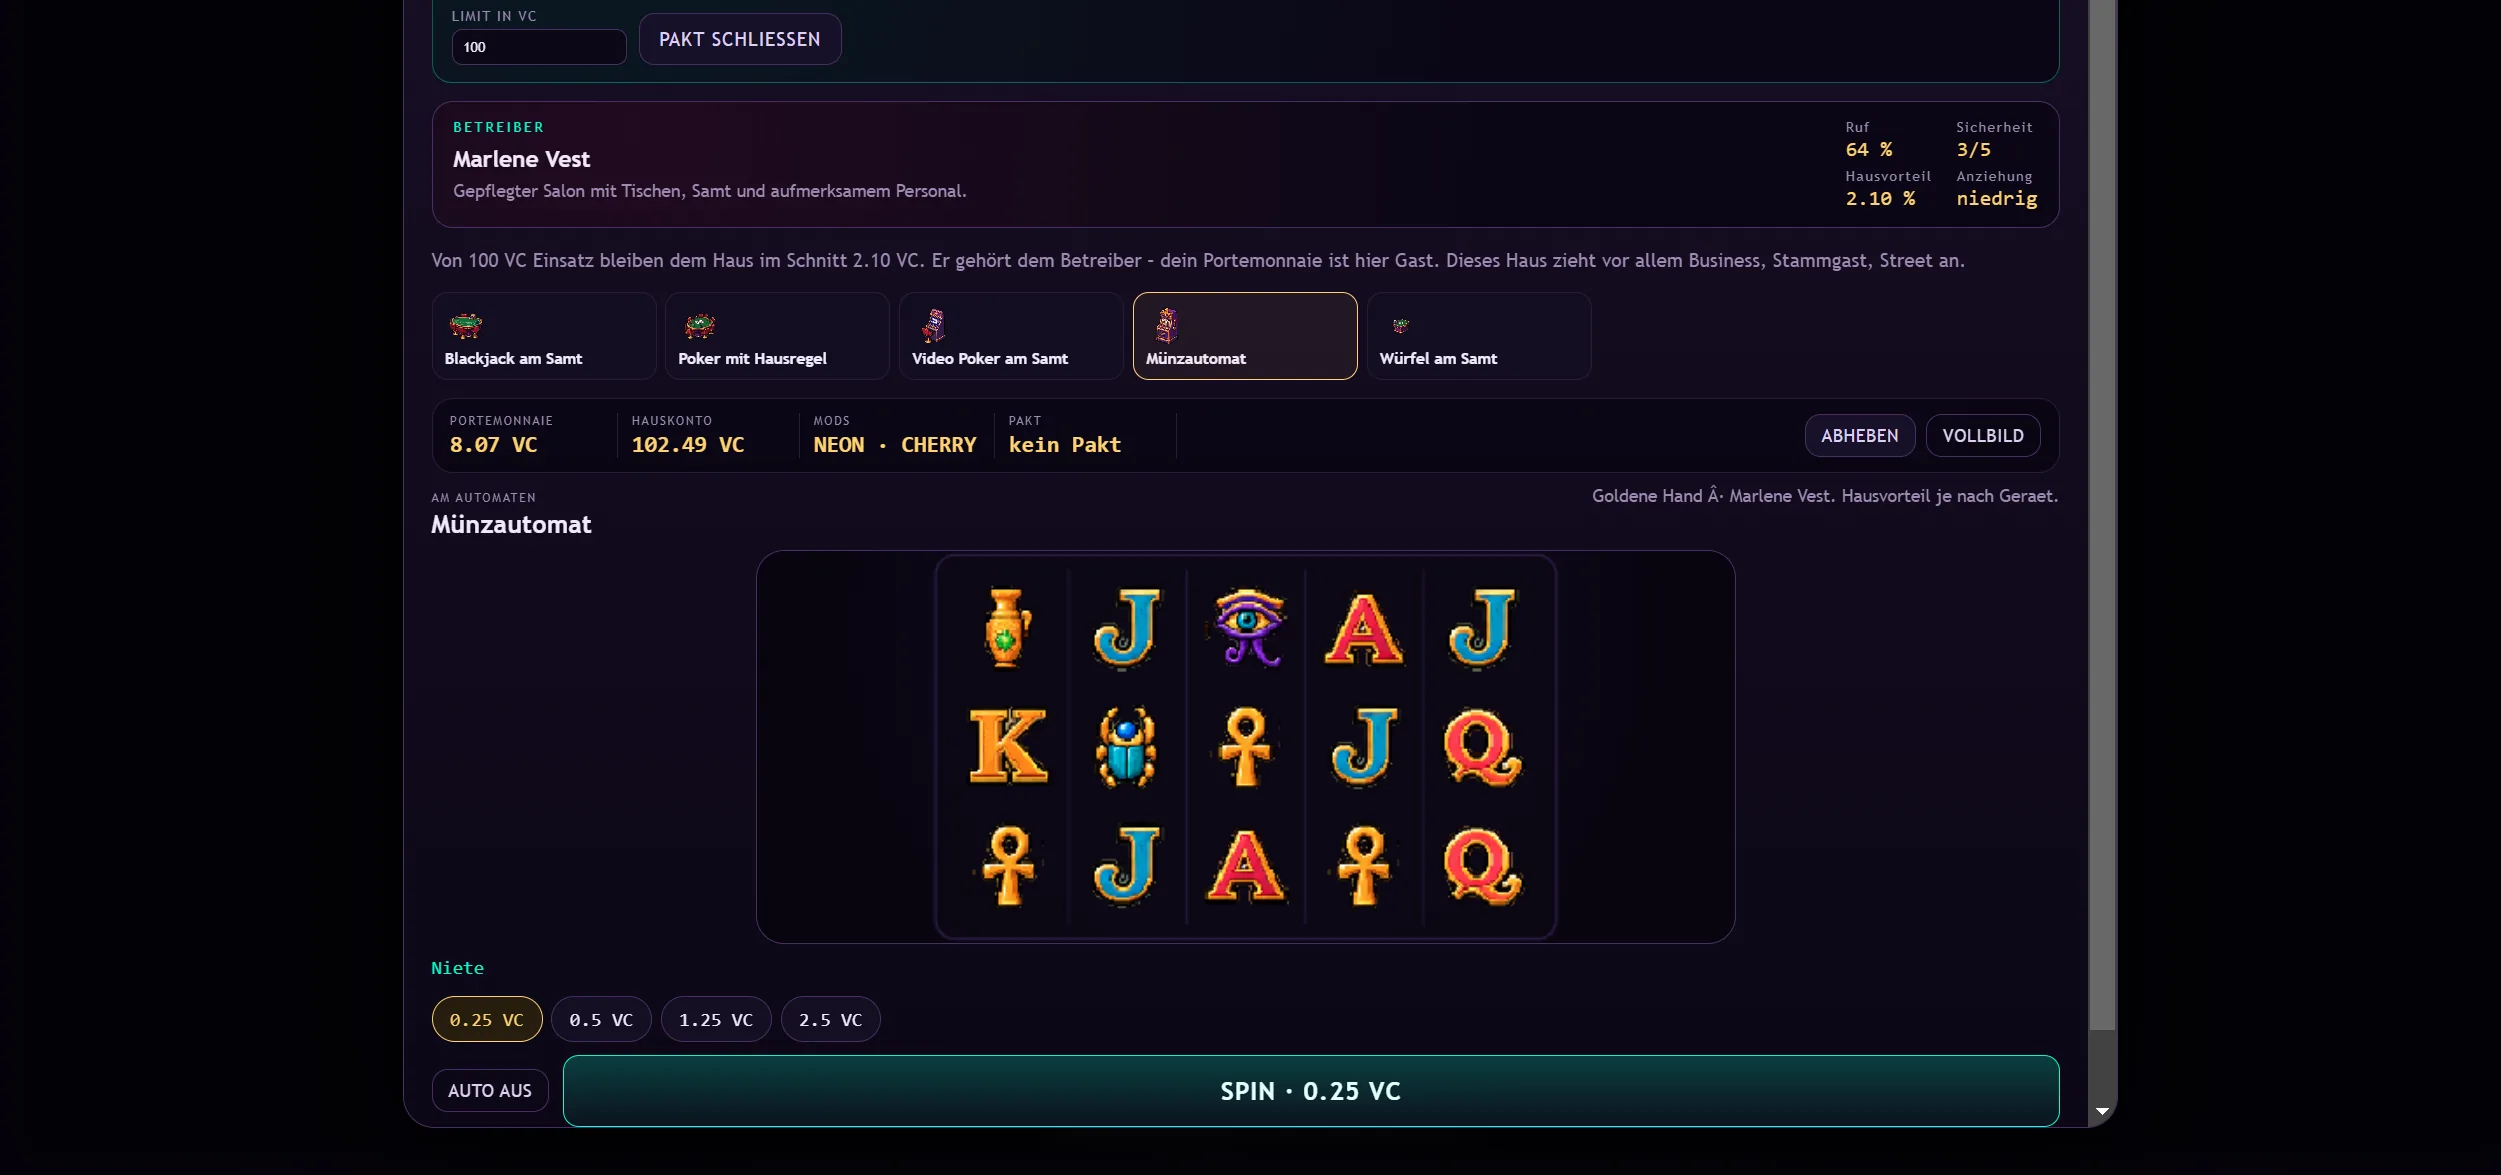 LIMIT IN VC
100
PAKT SCHLIESSEN
BETREIBER
Marlene Vest
Gepflegter Salon mit Tischen, Samt und aufmerksamem Personal.
Ruf
64 %
Sicherheit
3/5
Hausvorteil
2.10 %
Anziehung
niedrig
Von 100 VC Einsatz bleiben dem Haus im Schnitt 2.10 VC. Er gehört dem Betreiber – dein Portemonnaie ist hier Gast. Dieses Haus zieht vor allem Business, Stammgast, Street an.
Blackjack am Samt
Poker mit Hausregel
Video Poker am Samt
Münzautomat
Würfel am Samt
PORTEMONNAIE
8.07 VC
HAUSKONTO
102.49 VC
MODS
NEON · CHERRY
PAKT
kein Pakt
ABHEBEN
VOLLBILD
AM AUTOMATEN
Münzautomat
Goldene Hand Â· Marlene Vest. Hausvorteil je nach Geraet.
J A J
K J Q
J A Q
Niete
0.25 VC
0.5 VC
1.25 VC
2.5 VC
AUTO AUS
SPIN · 0.25 VC